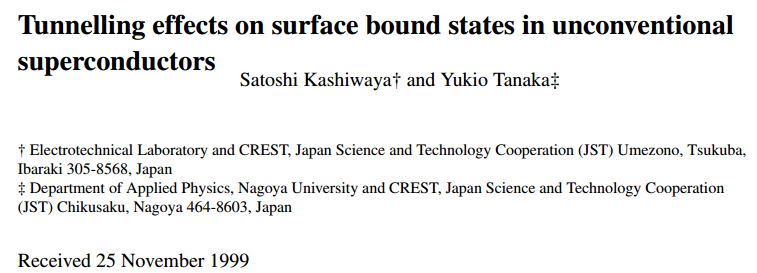 Tunnelling effects on surface bound states in unconventional
superconductors
Satoshi Kashiwaya† and Yukio Tanaka‡
† Electrotechnical Laboratory and CREST, Japan Science and Technology Cooperation (JST) Umezono, Tsukuba,
Ibaraki 305-8568, Japan
‡ Department of Applied Physics, Nagoya University and CREST, Japan Science and Technology Cooperation
(JST) Chikusaku, Nagoya 464-8603, Japan
Received 25 November 1999